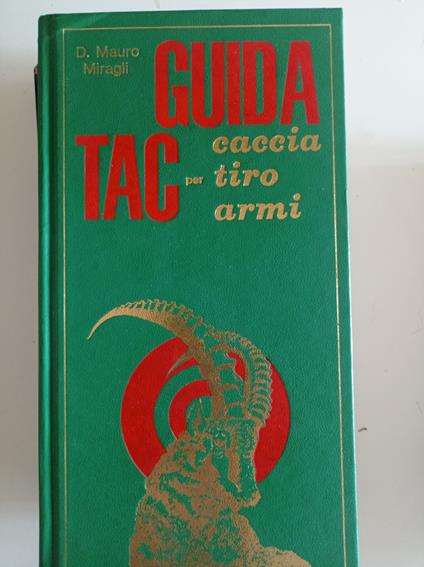 D. Mauro
Miragli
GUIDA
TAC per caccia
tiro
armi